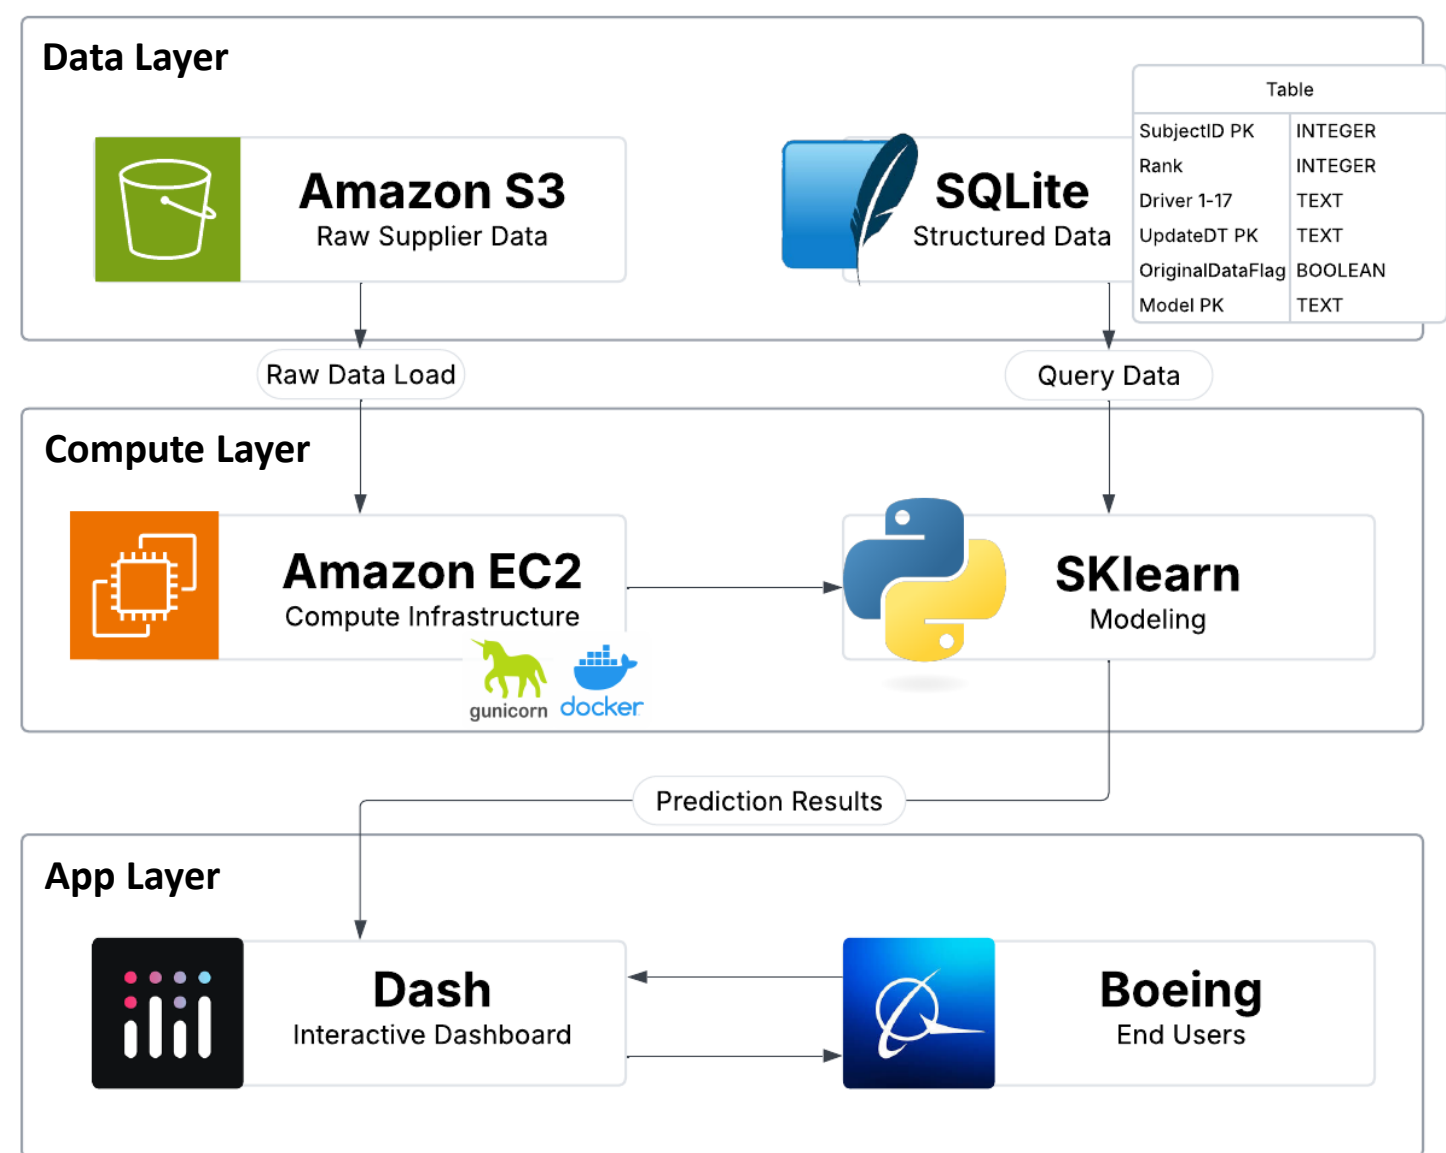 Data Layer
Amazon S3
Raw Supplier Data
SQLite
Structured Data
Table
SubjectID PK INTEGER
Rank INTEGER
Driver 1-17 TEXT
UpdateDT PK TEXT
OriginalDataFlag BOOLEAN
Model PK TEXT
Raw Data Load
Query Data
Compute Layer
Amazon EC2
Compute Infrastructure
gunicorn
docker
SKlearn
Modeling
Prediction Results
App Layer
Dash
Interactive Dashboard
Boeing
End Users